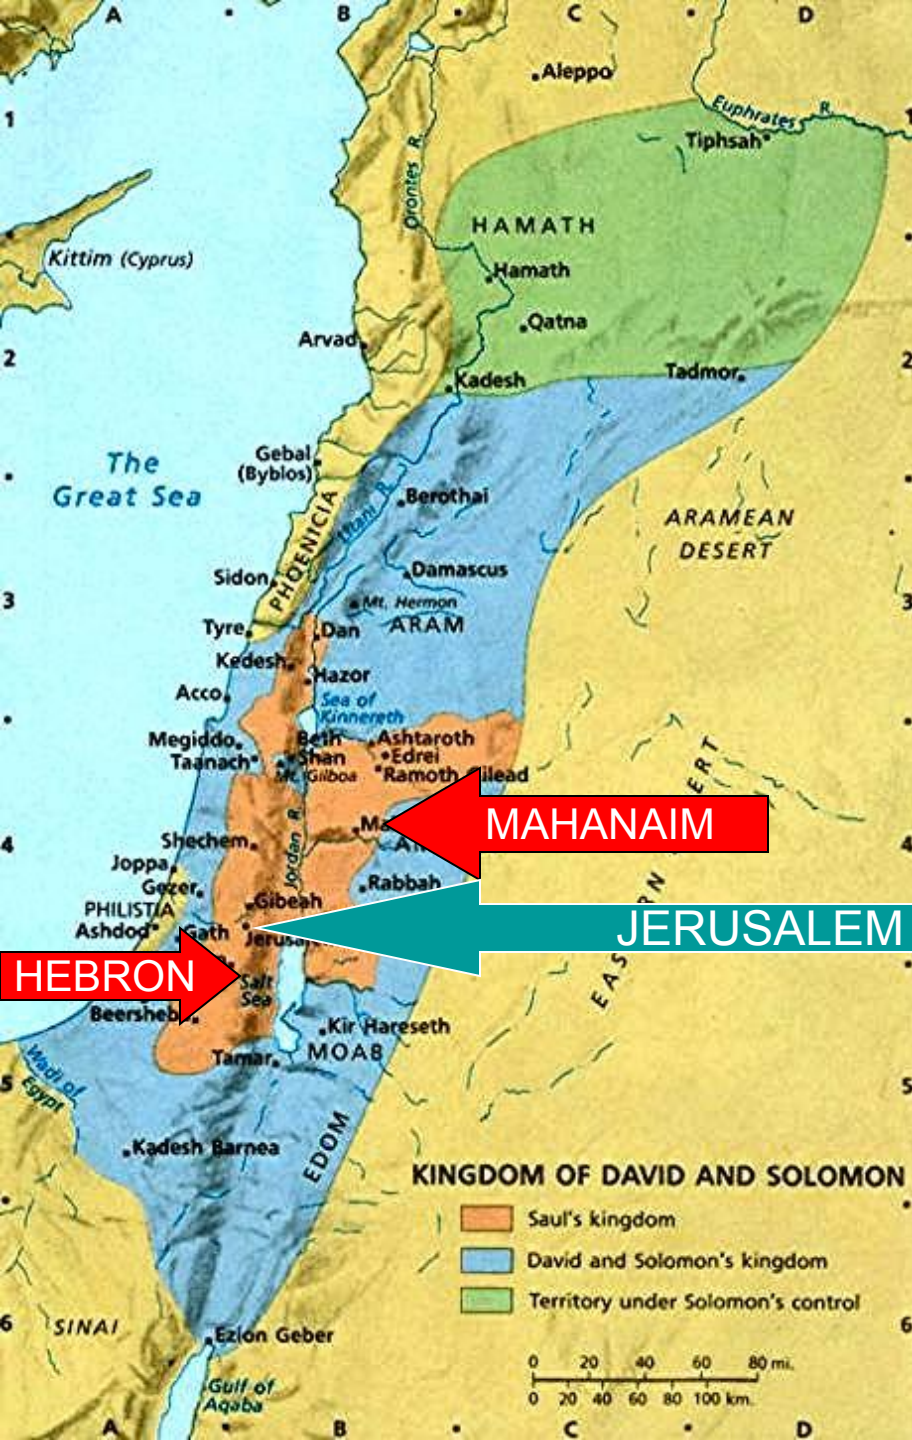 A B C D
Aleppo
1 Euphrates R. 1
Tiphsah
Orontes R.
HAMATH
Kittim (Cyprus)
Hamath
Qatna
Arvad
2 2
Kadesh
Tadmor
Gebal
(Byblos)
The
Great Sea
Berothai
Litani R.
PHOENICIA
ARAMEAN
DESERT
Sidon
Damascus
3 3
Mt. Hermon
Tyre
Dan
ARAM
Kedesh
Hazor
Acco
Sea of
Kinnereth
Megiddo
Beth
Shan
Ashtaroth
Taanach
Edrei
Mt. Gilboa
Ramoth Gilead
MAHANAIM
Jordan R.
4 4
Shechem
Joppa
Gezer
Rabbah
PHILISTIA
Gibeah
Ashdod
Gath
JERUSALEM
HEBRON
Salt
Sea
Kir Hareseth
MOAB
Tamar
Wadi of
Egypt
5 5
Kadesh Barnea
EDOM
KINGDOM OF DAVID AND SOLOMON
Saul's kingdom
David and Solomon's kingdom
Territory under Solomon's control
6 6
SINAI
Ezion Geber
0 20 40 60 80 mi.
0 20 40 60 80 100 km.
Gulf of
Aqaba
A B C D